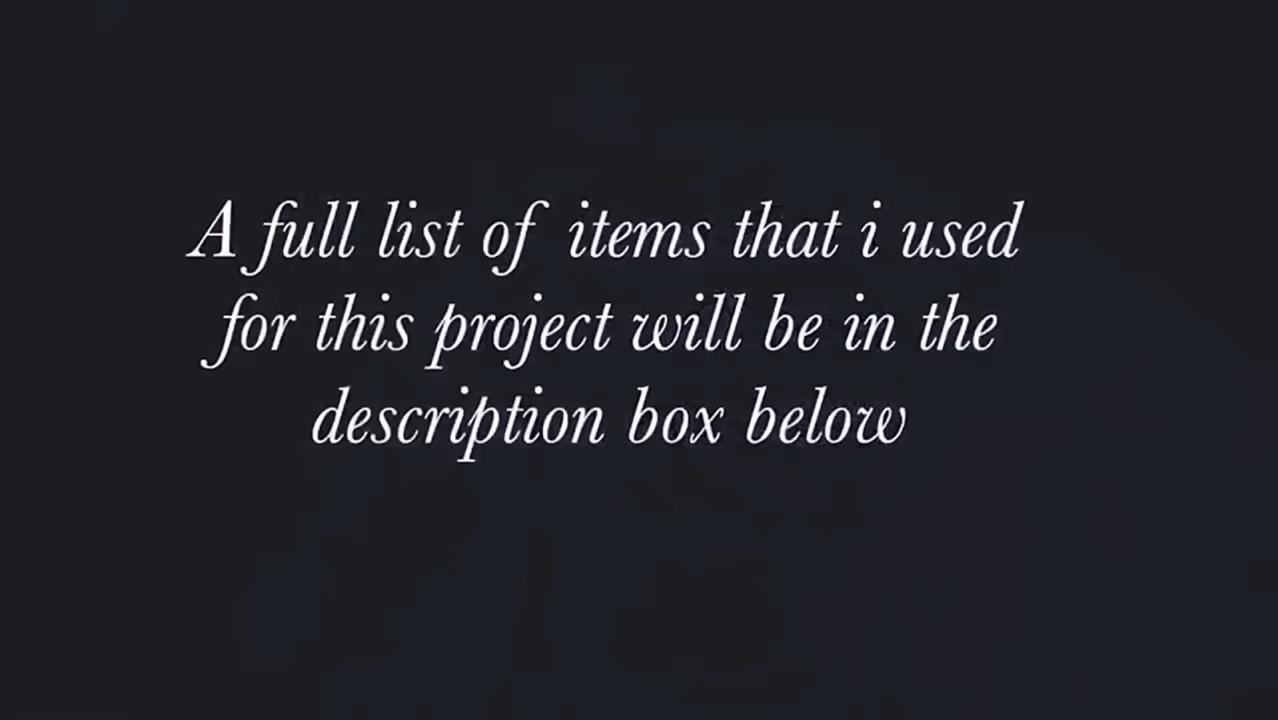 A full list of items that i used
for this project will be in the
description box below